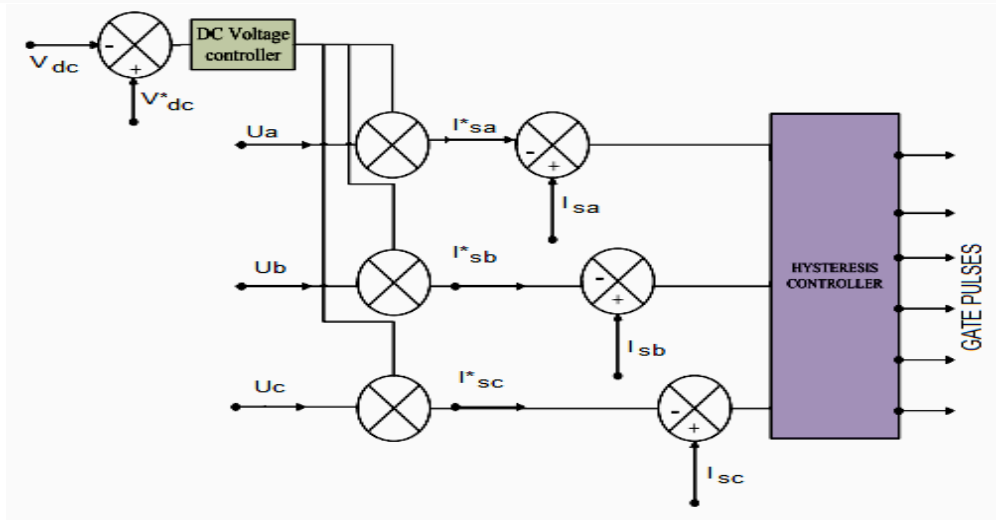 DC Voltage
controller
-
+
V dc
V*dc
Ua
I*sa
-
+
I sa
Ub
I*sb
-
+
I sb
Uc
I*sc
-
+
I sc
HYSTERESIS
CONTROLLER
GATE PULSES